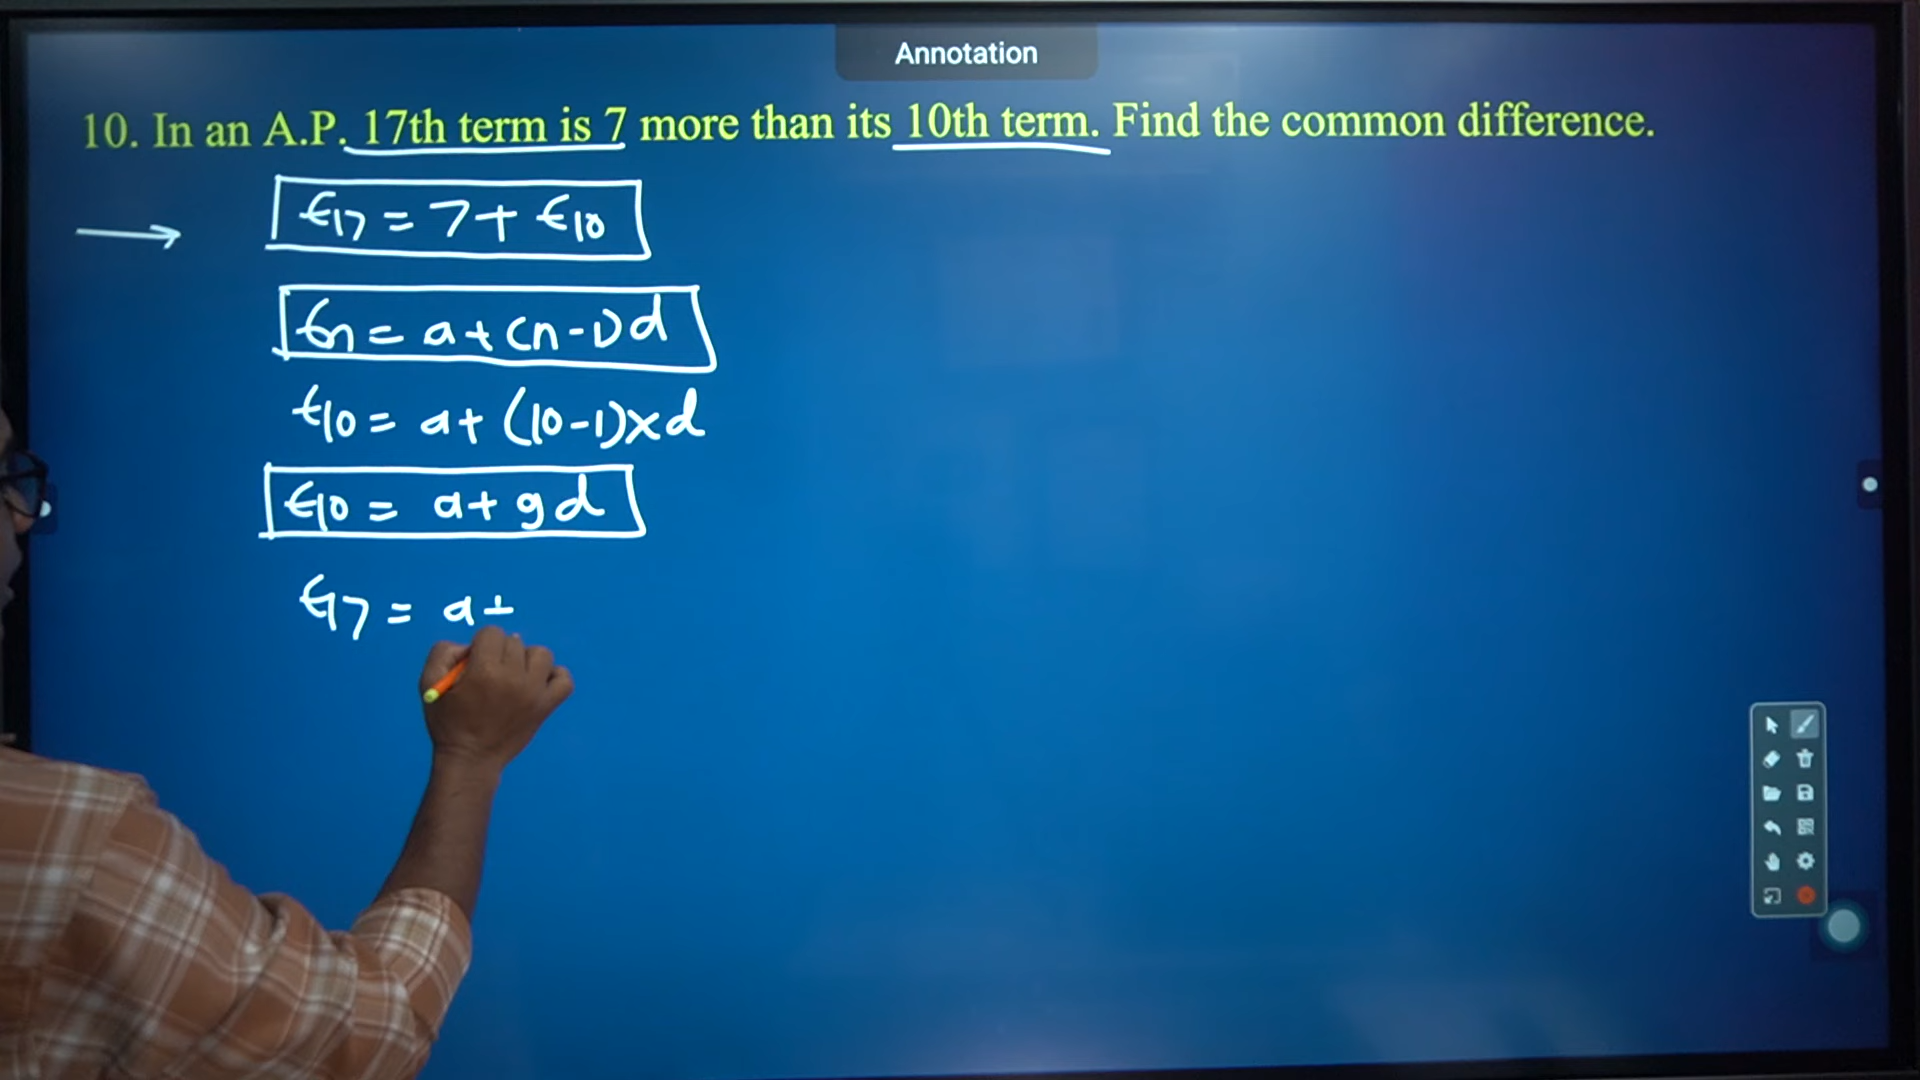 Annotation
10. In an A.P. 17th term is 7 more than its 10th term. Find the common difference.
t17 = 7 + t10
tn = a + (n-1)d
t10 = a + (10-1)xd
t10 = a + 9d
t17 = a +